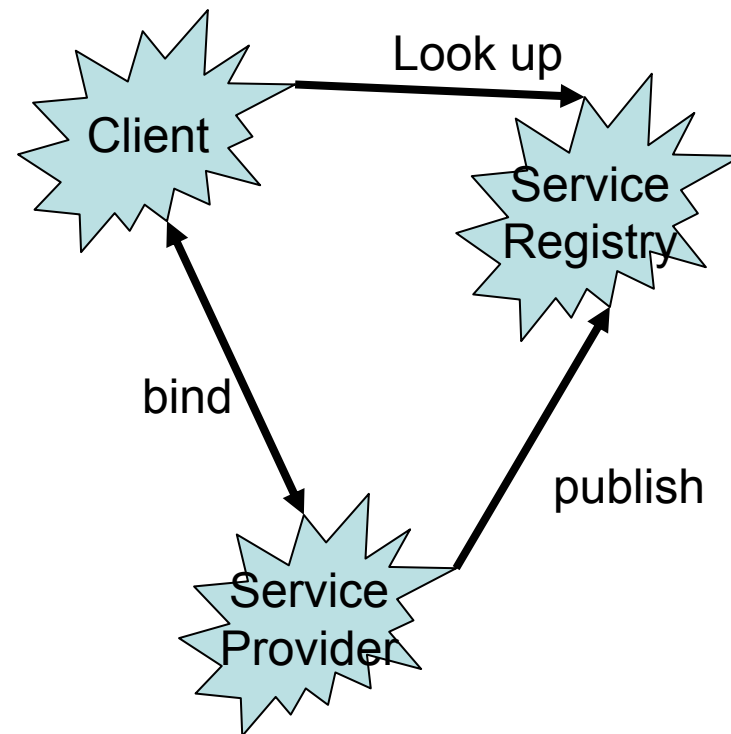 Look up
Client
Service
Registry
bind
publish
Service
Provider